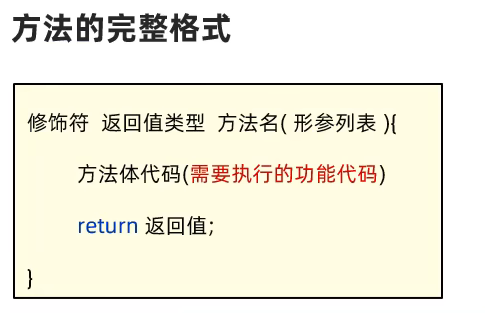 方法的完整格式
修饰符 返回值类型 方法名( 形参列表 ){
方法体代码(需要执行的功能代码)
return 返回值;
}